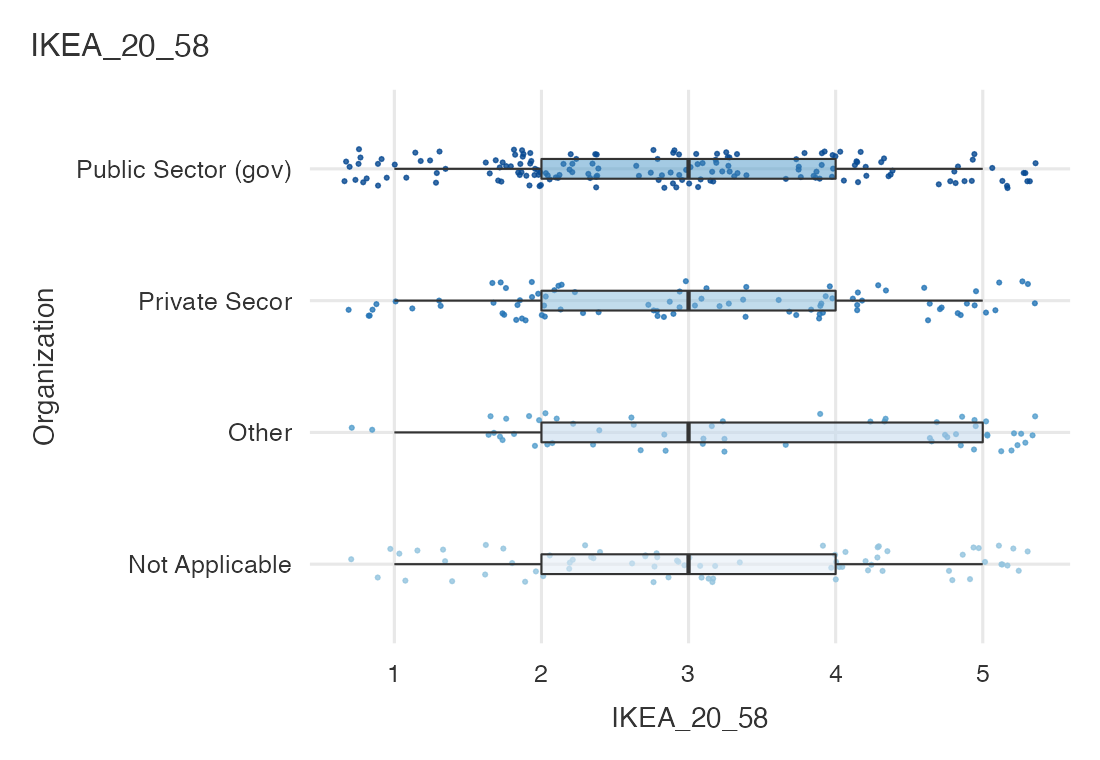 IKEA_20_58
Public Sector (gov)
Private Secor
Other
Not Applicable
Organization
1 2 3 4 5
IKEA_20_58